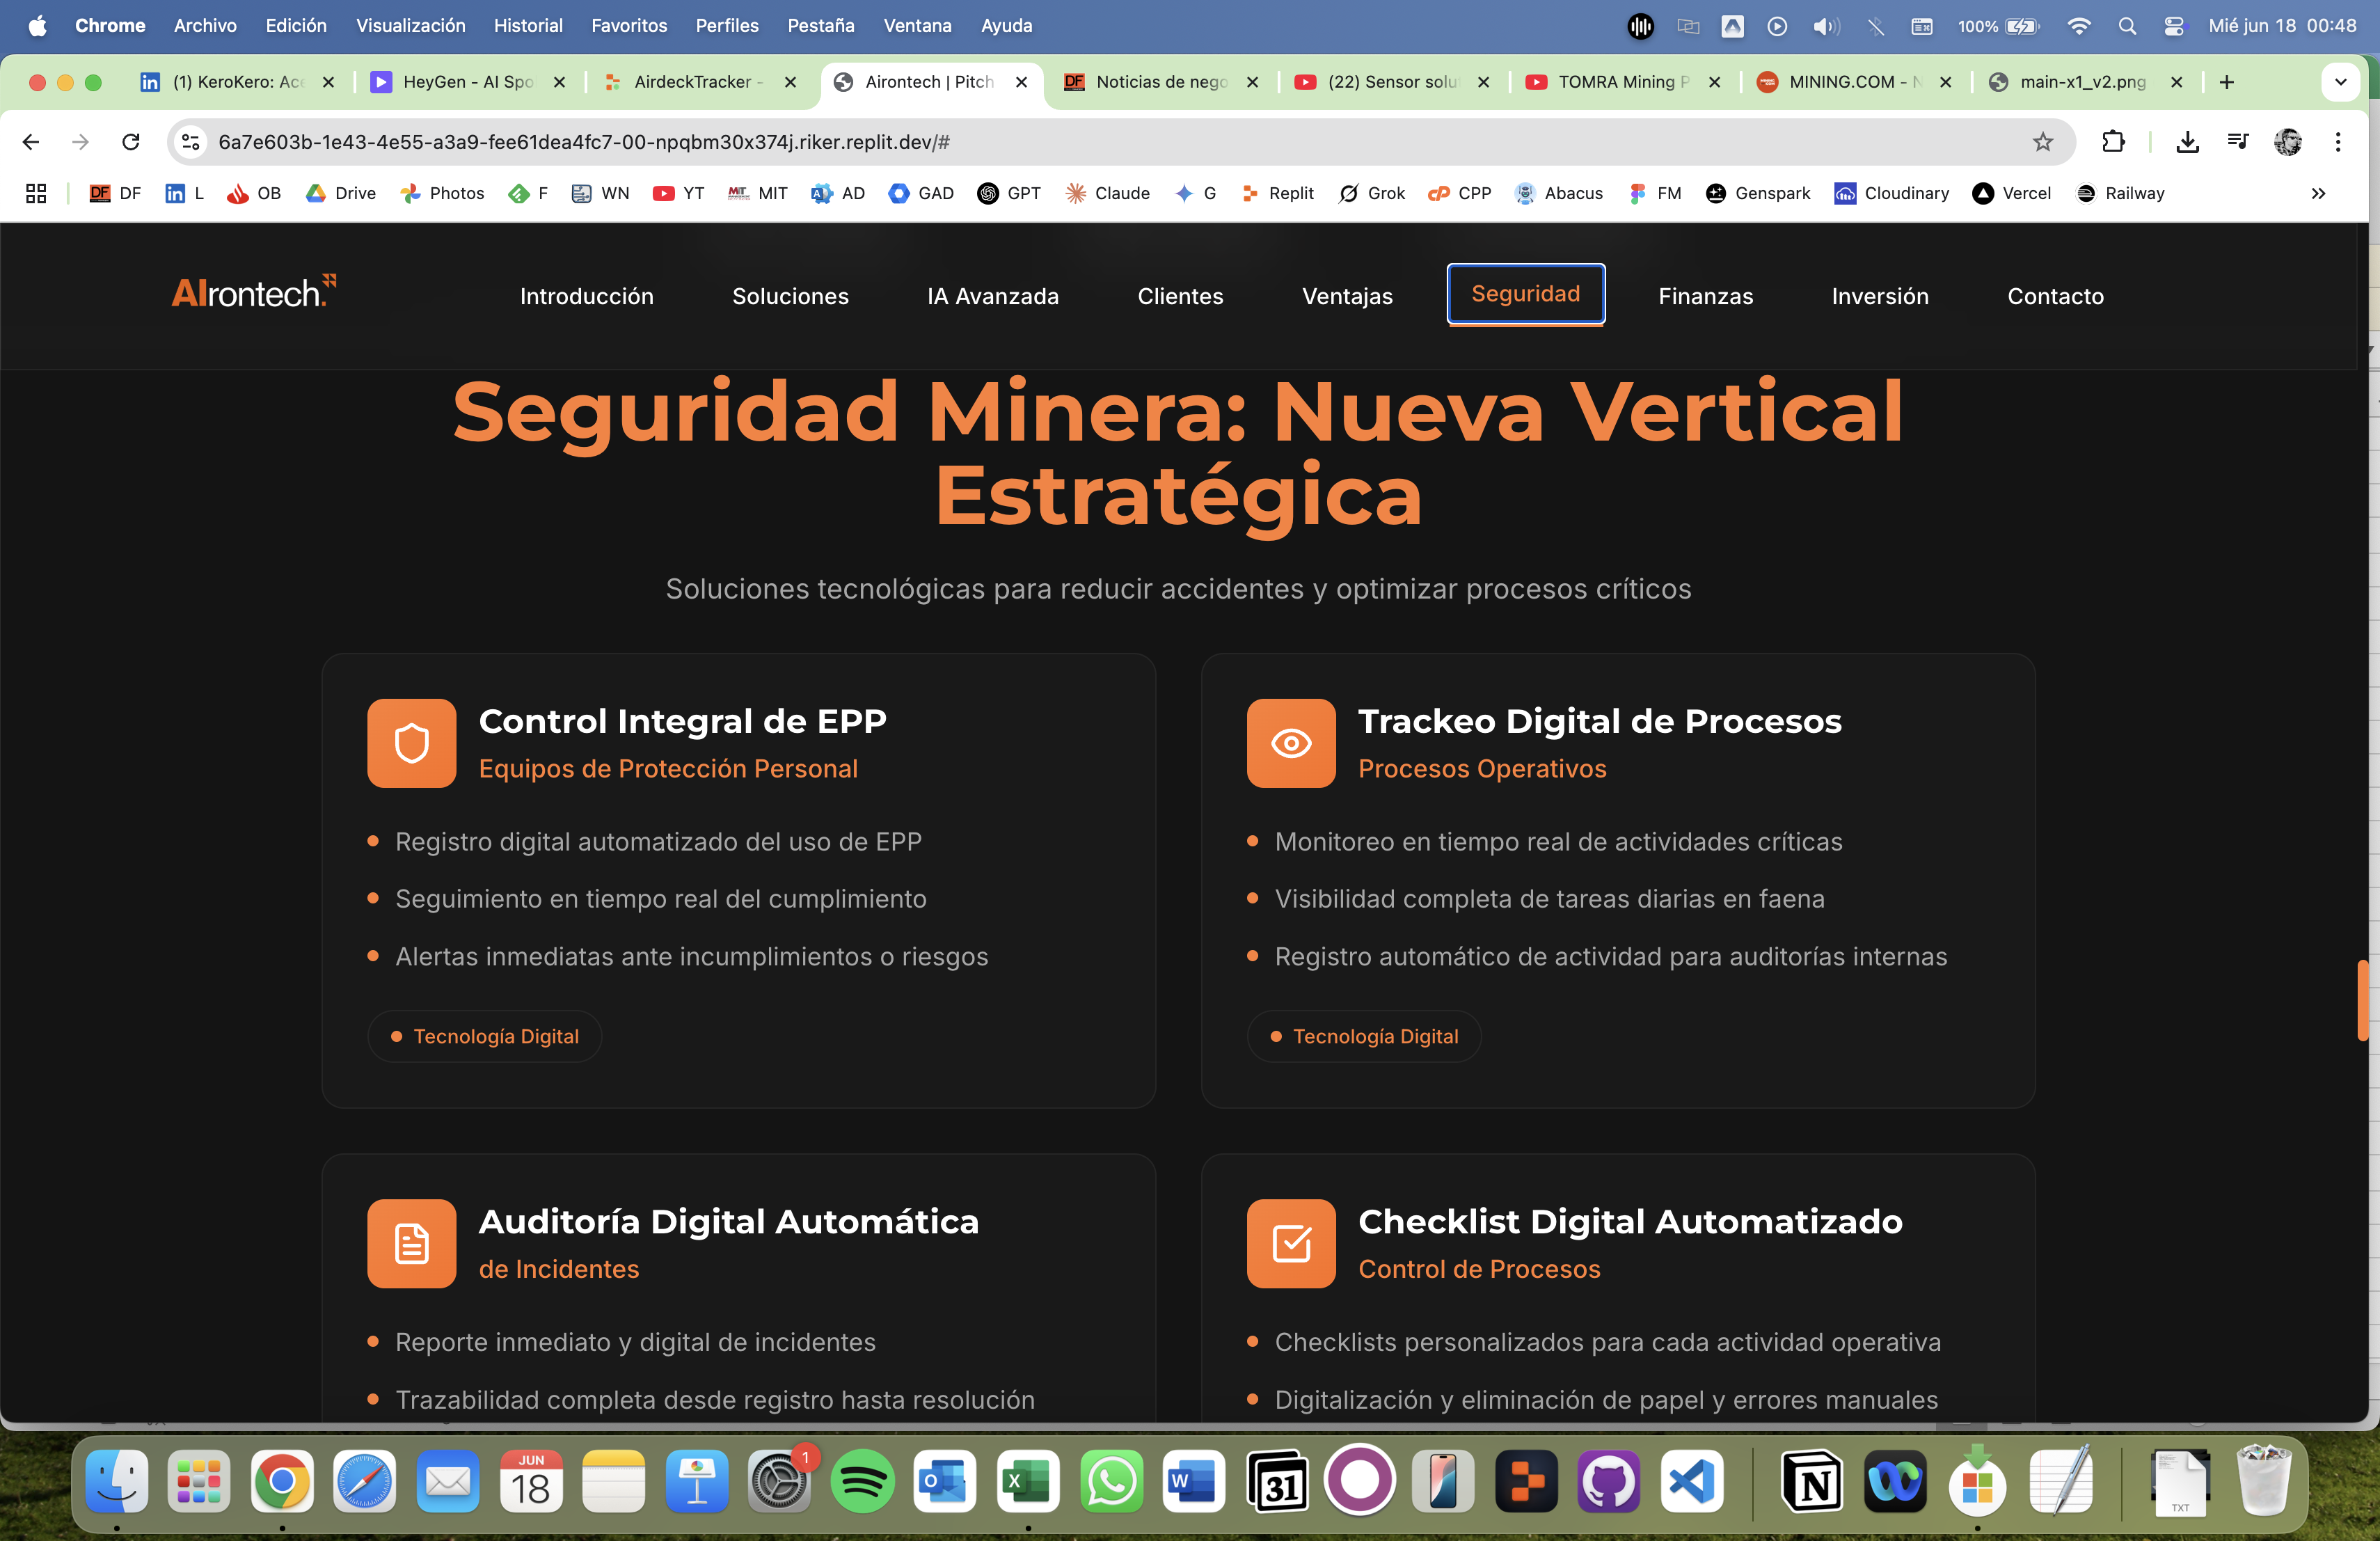 Chrome Archivo Edición Visualización Historial Favoritos Perfiles Pestaña Ventana Ayuda 100% Mié jun 18 00:48
(1) KeroKero: Ace HeyGen - AI Spo AirdeckTracker - Airontech | Pitch Noticias de nego (22) Sensor solu TOMRA Mining P MINING.COM - N main-x1_v2.png
6a7e603b-1e43-4e55-a3a9-fee61dea4fc7-00-npqbm30x374j.riker.replit.dev/#
DF DF L OB Drive Photos F WN YT MIT MIT AD GAD GPT Claude G Replit Grok CPP Abacus FM Genspark Cloudinary Vercel Railway
AIrontech. Introducción Soluciones IA Avanzada Clientes Ventajas Seguridad Finanzas Inversión Contacto
Seguridad Minera: Nueva Vertical
Estratégica
Soluciones tecnológicas para reducir accidentes y optimizar procesos críticos
Control Integral de EPP
Equipos de Protección Personal
Registro digital automatizado del uso de EPP
Seguimiento en tiempo real del cumplimiento
Alertas inmediatas ante incumplimientos o riesgos
Tecnología Digital
Trackeo Digital de Procesos
Procesos Operativos
Monitoreo en tiempo real de actividades críticas
Visibilidad completa de tareas diarias en faena
Registro automático de actividad para auditorías internas
Tecnología Digital
Auditoría Digital Automática
de Incidentes
Reporte inmediato y digital de incidentes
Trazabilidad completa desde registro hasta resolución
Checklist Digital Automatizado
Control de Procesos
Checklists personalizados para cada actividad operativa
Digitalización y eliminación de papel y errores manuales
JUN
18
1
31
TXT